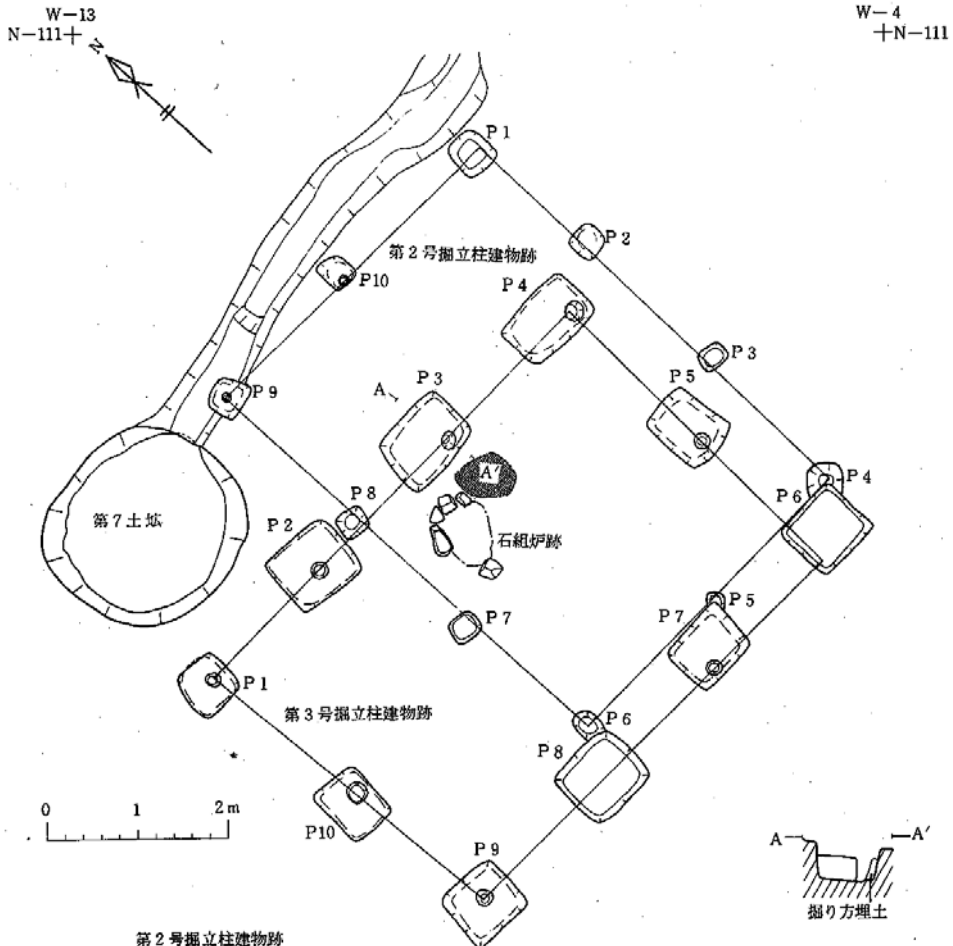 W-13
N-111+
W-4
+N-111
N
P1
P2
第2号掘立柱建物跡
P10
P4
P3
P9
A
P3
P5
A'
P4
P6
P8
P2
石組炉跡
第7土拡
P7
P5
P7
P1
第3号掘立柱建物跡
P6
P8
0 1 2m
P10
P9
A A'
掘り方埋土
第2号掘立柱建物跡